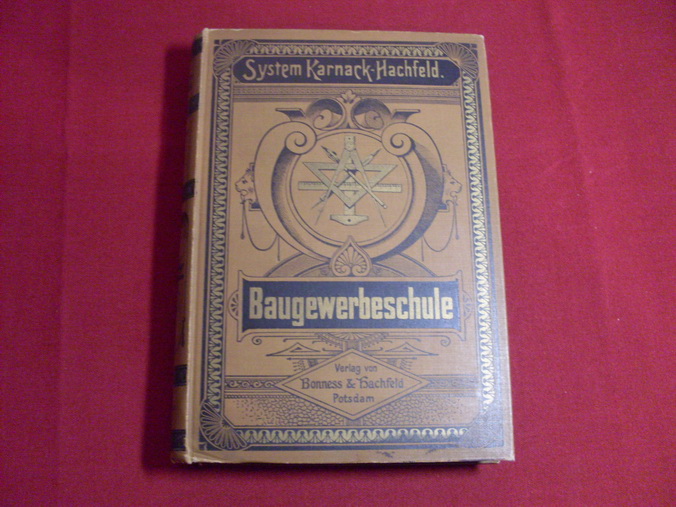 System Karnack-Hachfeld.
Baugewerbeschule
Verlag von
Bonness & Hachfeld
Potsdam